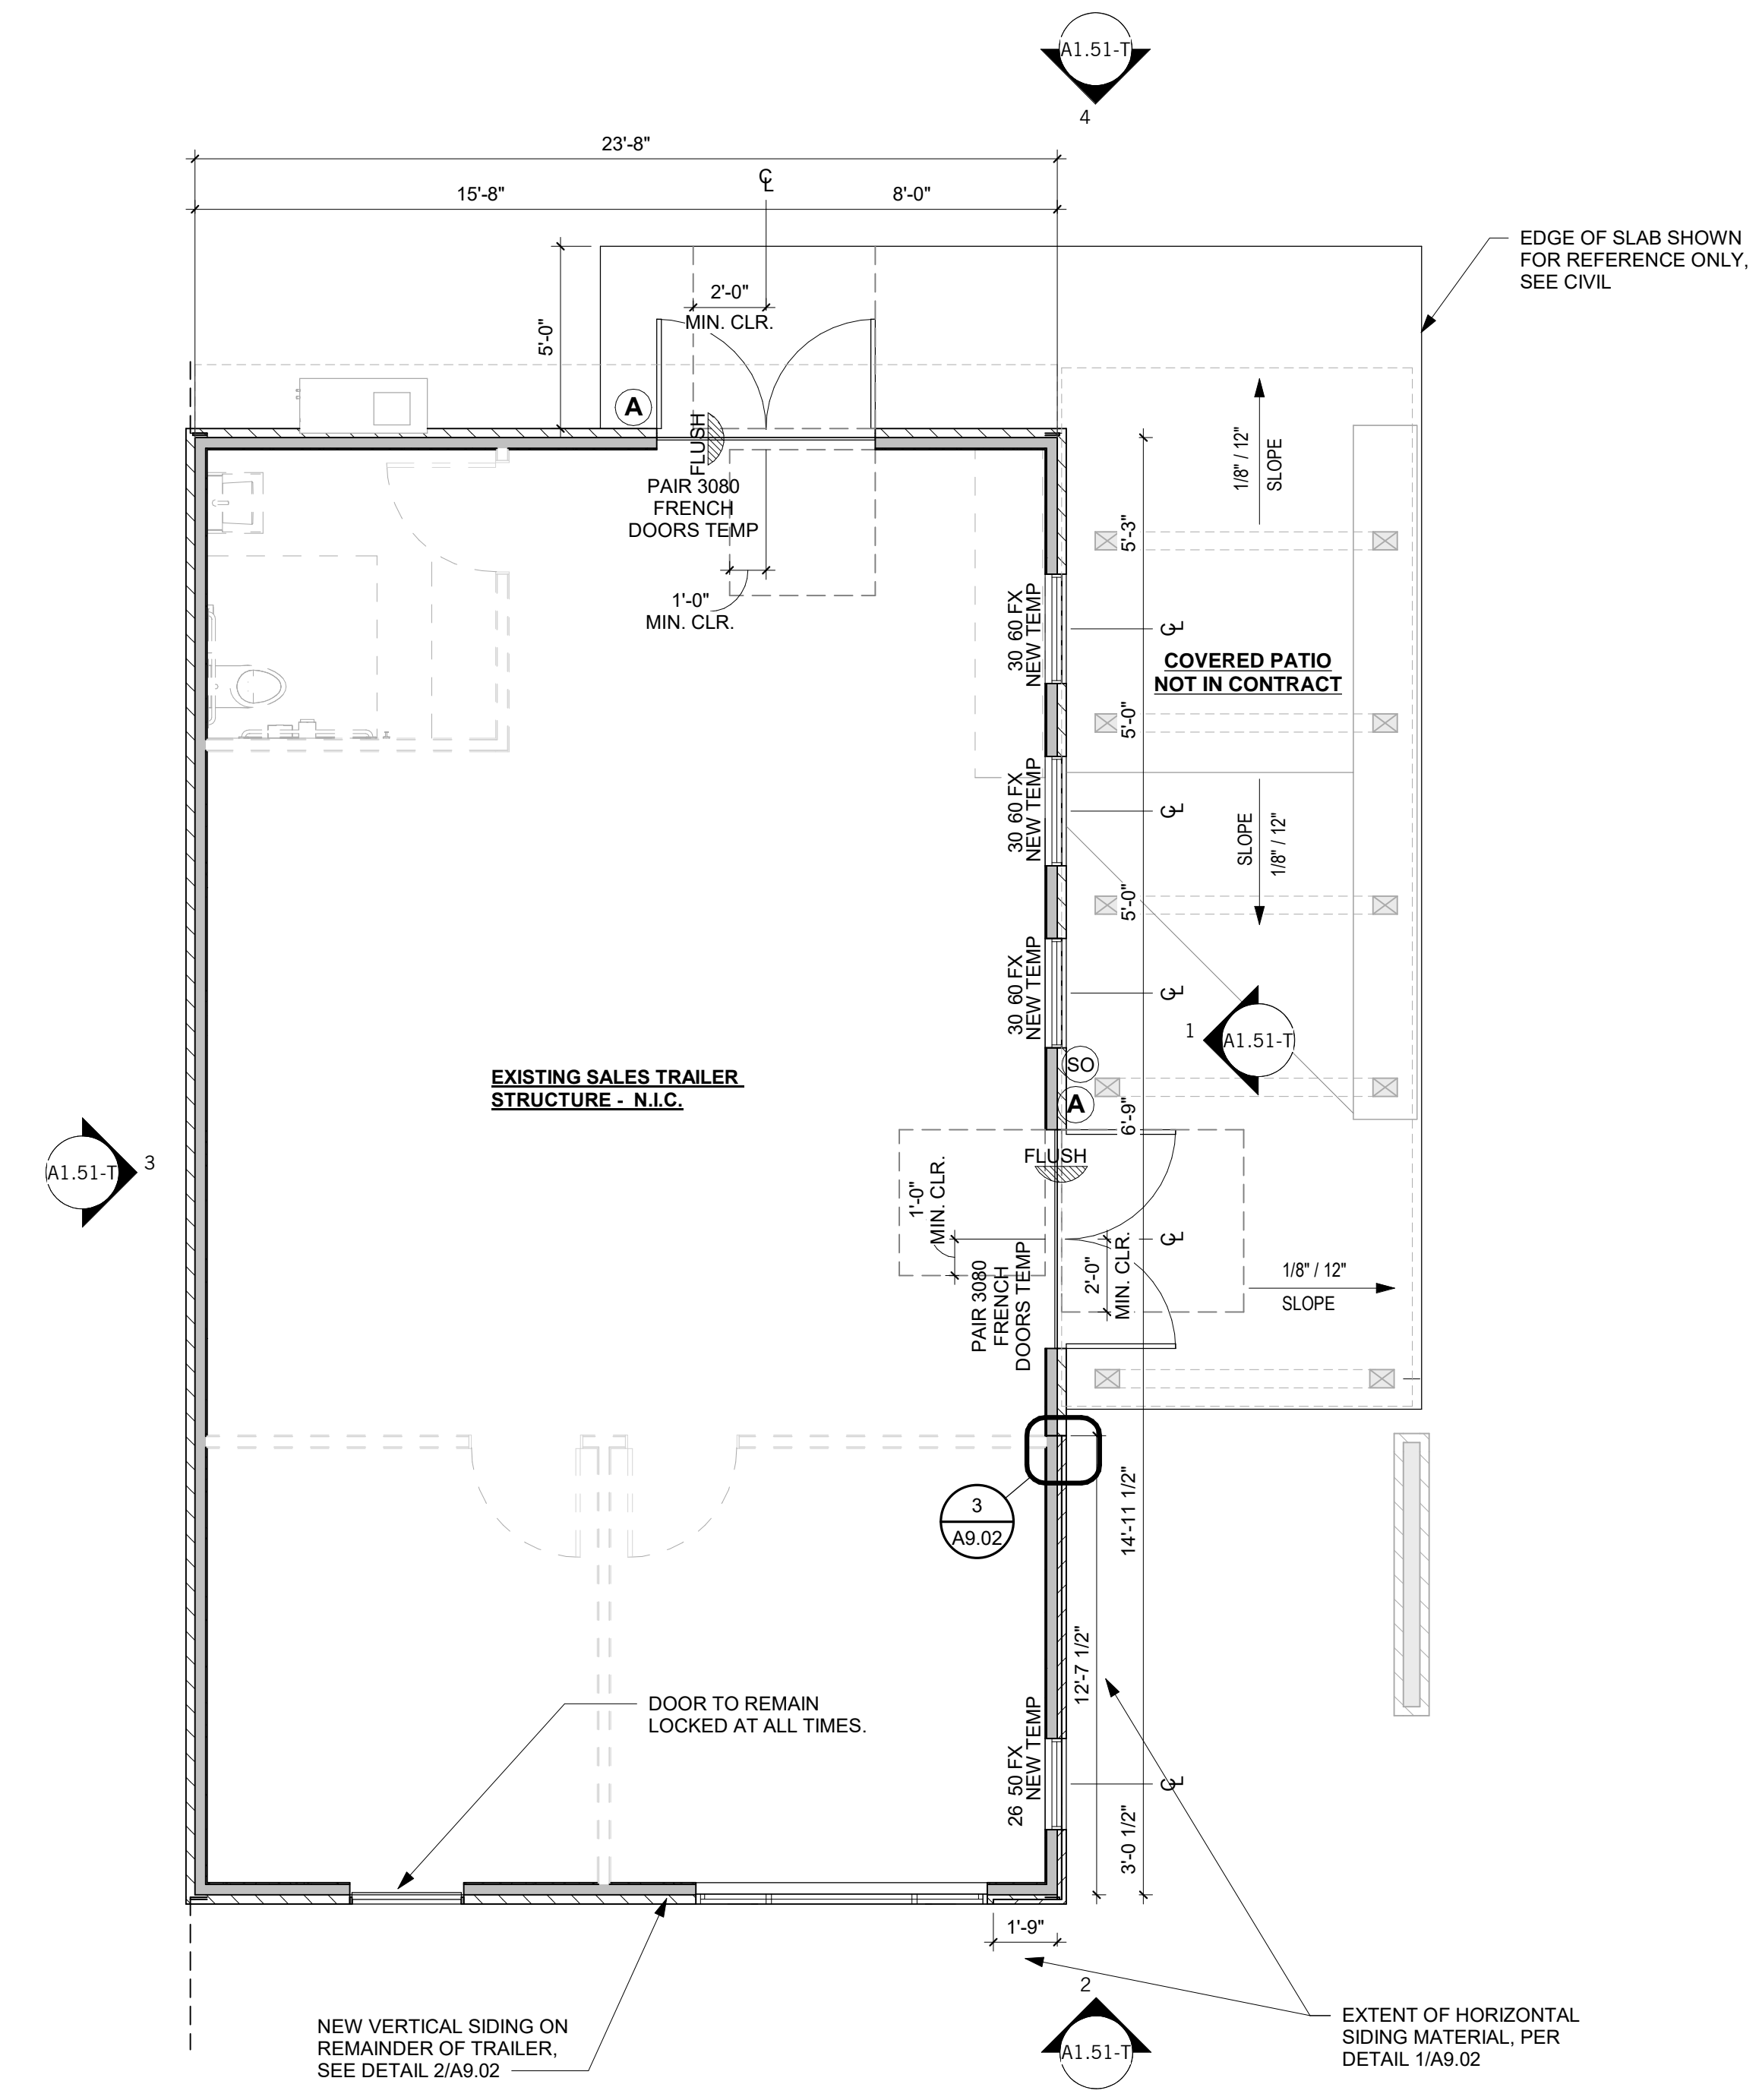 A1.51-T
4
23'-8"
15'-8"
8'-0"
EDGE OF SLAB SHOWN
FOR REFERENCE ONLY,
SEE CIVIL
2'-0"
MIN. CLR.
5'-0"
A
FLUSH
PAIR 3080
FRENCH
DOORS TEMP
1'-0"
MIN. CLR.
1/8" / 12"
SLOPE
5'-3"
30 60 FX
NEW TEMP
COVERED PATIO
NOT IN CONTRACT
5'-0"
30 60 FX
NEW TEMP
SLOPE
1/8" / 12"
5'-0"
30 60 FX
NEW TEMP
1
A1.51-T
SO
A
6'-9"
EXISTING SALES TRAILER
STRUCTURE - N.I.C.
A1.51-T
3
FLUSH
1'-0"
MIN. CLR.
2'-0"
MIN. CLR.
PAIR 3080
FRENCH
DOORS TEMP
1/8" / 12"
SLOPE
3
A9.02
14'-11 1/2"
12'-7 1/2"
DOOR TO REMAIN
LOCKED AT ALL TIMES.
26 50 FX
NEW TEMP
3'-0 1/2"
1'-9"
2
A1.51-T
NEW VERTICAL SIDING ON
REMAINDER OF TRAILER,
SEE DETAIL 2/A9.02
EXTENT OF HORIZONTAL
SIDING MATERIAL, PER
DETAIL 1/A9.02